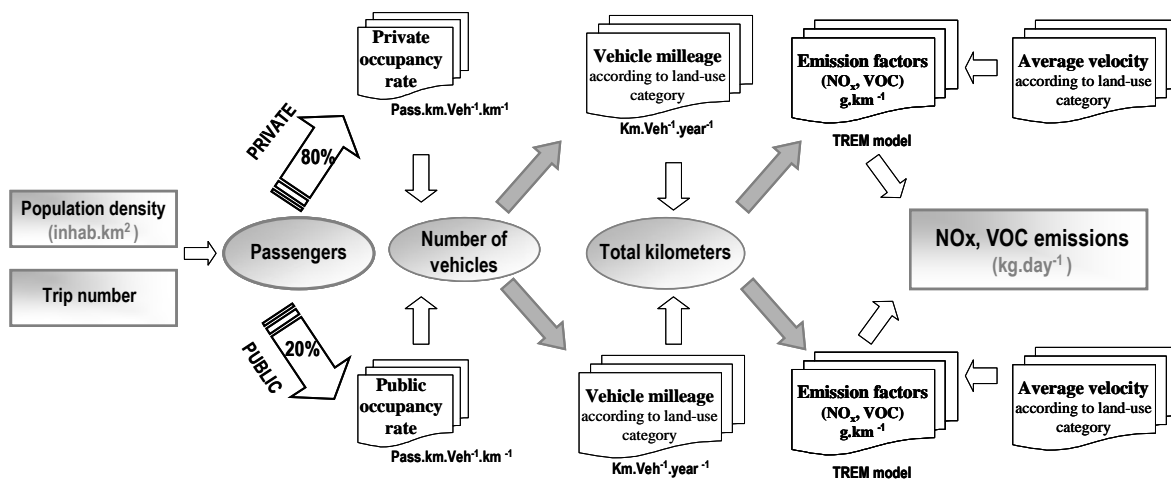 Private
occupancy
rate
Pass.km.Veh⁻¹.km⁻¹
Vehicle milleage
according to land-use
category
Km.Veh⁻¹.year⁻¹
Emission factors
(NOₓ, VOC)
g.km ⁻¹
TREM model
Average velocity
according to land-use
category
PRIVATE
80%
Population density
(inhab.km²)
Trip number
Passengers
Number of
vehicles
Total kilometers
NOx, VOC emissions
(kg.day⁻¹)
PUBLIC
20%
Public
occupancy
rate
Pass.km.Veh⁻¹.km ⁻¹
Vehicle milleage
according to land-use
category
Km.Veh⁻¹.year ⁻¹
Emission factors
(NOₓ, VOC)
g.km ⁻¹
TREM model
Average velocity
according to land-use
category